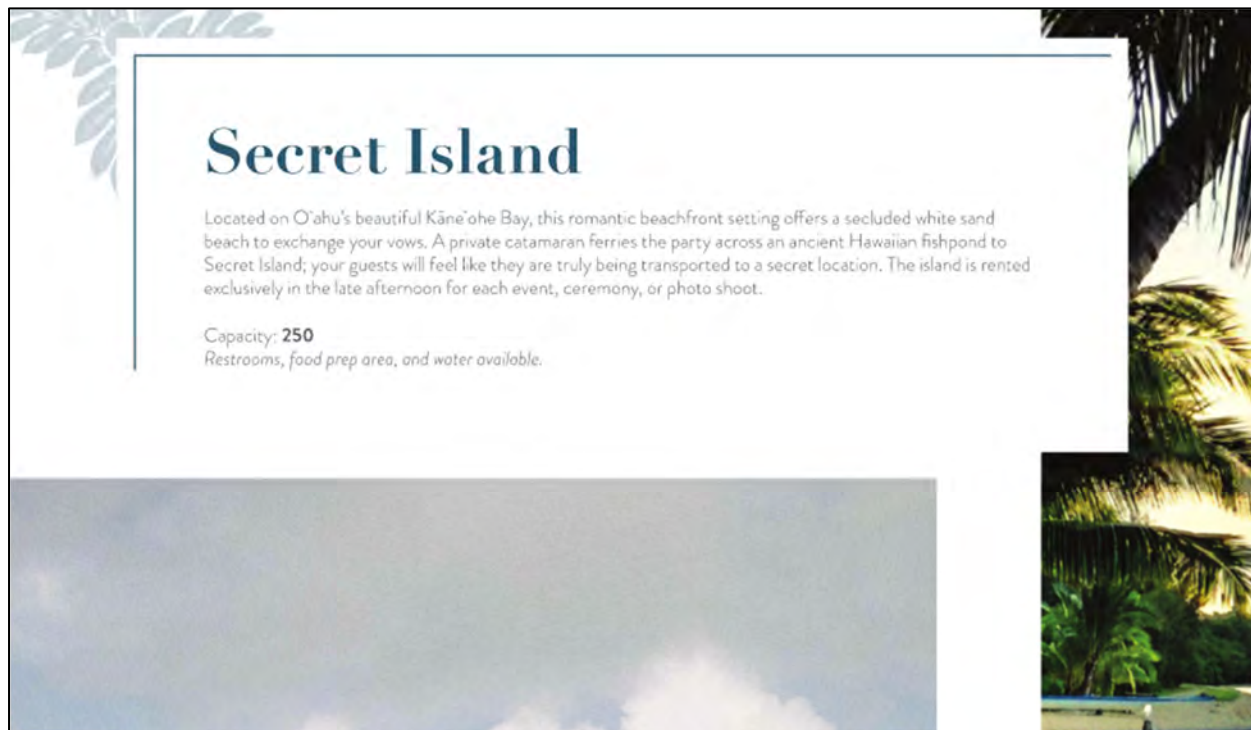 Secret Island
Located on O`ahu's beautiful Kāne`ohe Bay, this romantic beachfront setting offers a secluded white sand
beach to exchange your vows. A private catamaran ferries the party across an ancient Hawaiian fishpond to
Secret Island; your guests will feel like they are truly being transported to a secret location. The island is rented
exclusively in the late afternoon for each event, ceremony, or photo shoot.
Capacity: 250
Restrooms, food prep area, and water available.